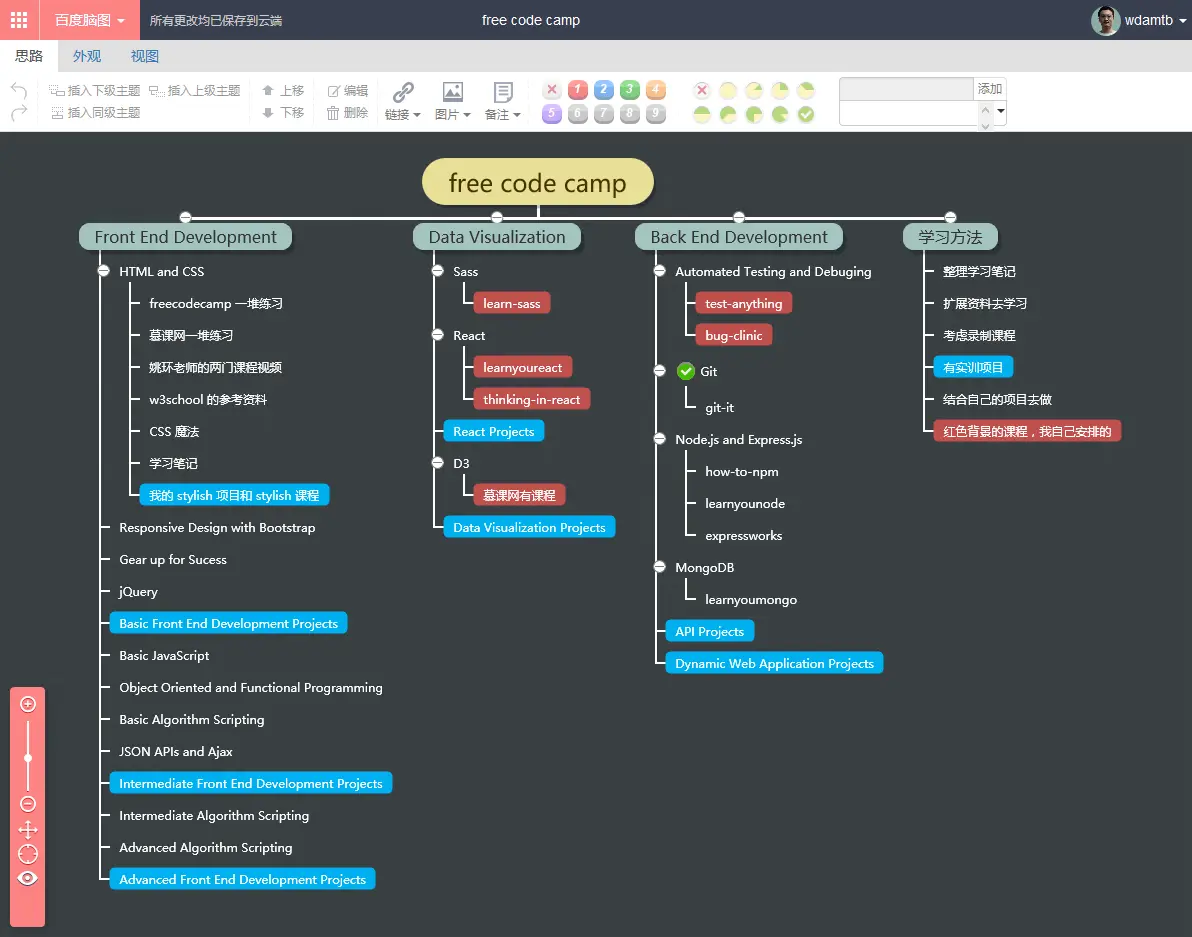 百度脑图
所有更改均已保存到云端
free code camp
wdamtb
思路
外观
视图
插入下级主题
插入上级主题
插入同级主题
上移
下移
编辑
删除
链接
图片
备注
1
2
3
4
5
6
7
8
9
添加
free code camp
Front End Development
HTML and CSS
freecodecamp 一堆练习
慕课网一堆练习
姚环老师的两门课程视频
w3school 的参考资料
CSS 魔法
学习笔记
我的 stylish 项目和 stylish 课程
Responsive Design with Bootstrap
Gear up for Sucess
jQuery
Basic Front End Development Projects
Basic JavaScript
Object Oriented and Functional Programming
Basic Algorithm Scripting
JSON APIs and Ajax
Intermediate Front End Development Projects
Intermediate Algorithm Scripting
Advanced Algorithm Scripting
Advanced Front End Development Projects
Data Visualization
Sass
learn-sass
React
learnyoureact
thinking-in-react
React Projects
D3
慕课网有课程
Data Visualization Projects
Back End Development
Automated Testing and Debuging
test-anything
bug-clinic
Git
git-it
Node.js and Express.js
how-to-npm
learnyounode
expressworks
MongoDB
learnyoumongo
API Projects
Dynamic Web Application Projects
学习方法
整理学习笔记
扩展资料去学习
考虑录制课程
有实训项目
结合自己的项目去做
红色背景的课程，我自己安排的